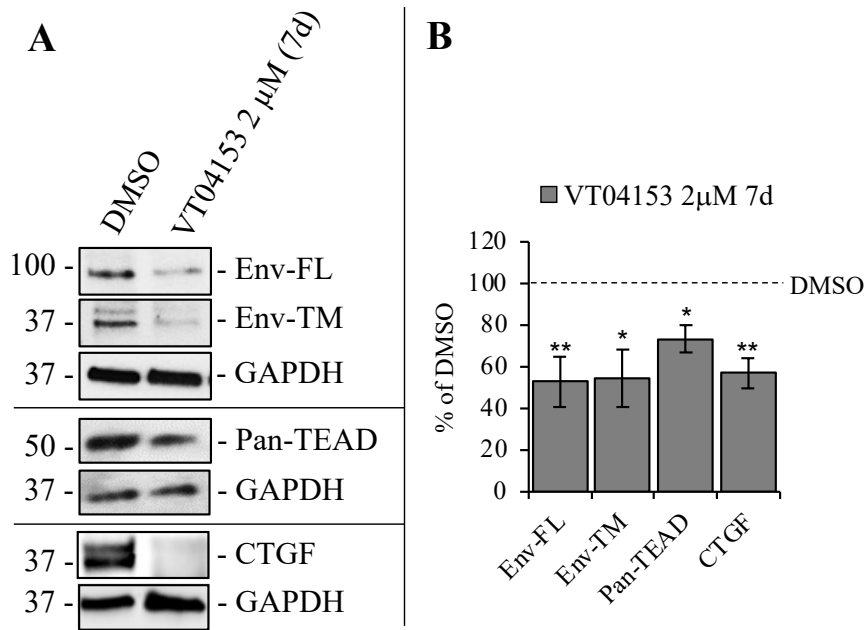 A
DMSO
VT04153 2 μM (7d)
100 - - Env-FL
37 - - Env-TM
37 - - GAPDH
50 - - Pan-TEAD
37 - - GAPDH
37 - - CTGF
37 - - GAPDH
B
VT04153 2μM 7d
% of DMSO
120
100
80
60
40
20
0
DMSO
** * * **
Env-FL
Env-TM
Pan-TEAD
CTGF